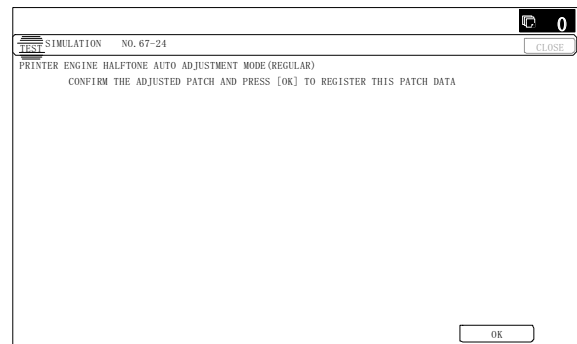 0
TEST SIMULATION NO.67-24
CLOSE
PRINTER ENGINE HALFTONE AUTO ADJUSTMENT MODE(REGULAR)
CONFIRM THE ADJUSTED PATCH AND PRESS [OK] TO REGISTER THIS PATCH DATA
OK